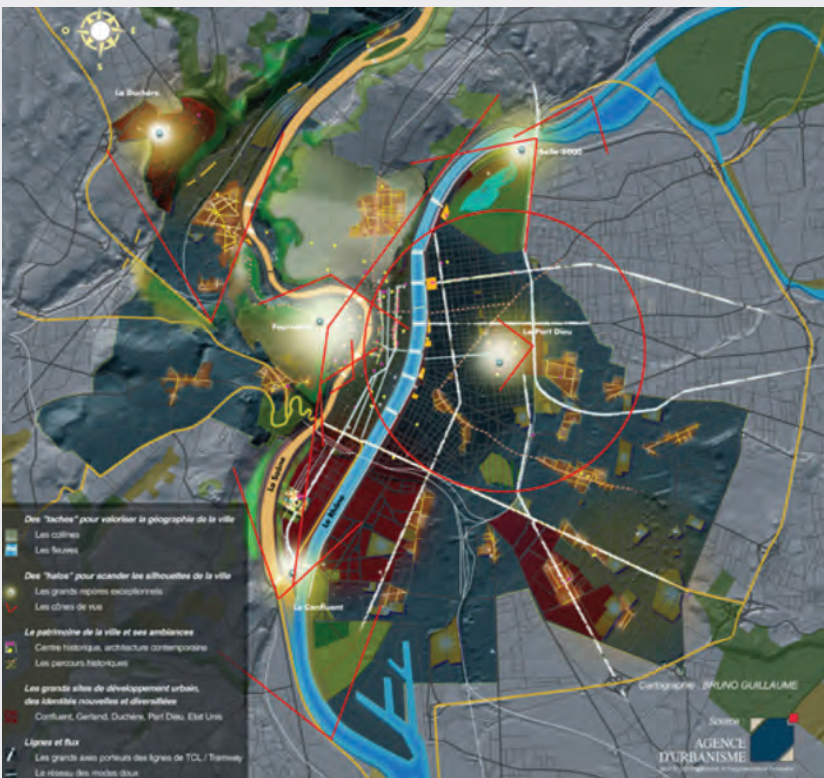 O E
S
La Duchère
Salle 3000
Fourvière
La Part Dieu
La Saône
Le Rhône
Le Confluent
Des "taches" pour valoriser la géographie de la ville
Les collines
Les fleuves
Des "halos" pour scander les silhouettes de la ville
Les grands repères exceptionnels
Les cônes de vue
Le patrimoine de la ville et ses ambiances
Centre historique, architecture contemporaine
Les parcours historiques
Les grands sites de développement urbain,
des identités nouvelles et diversifiée
Confluent, Gerland, Duchère, Part Dieu, Etat Unis
Lignes et flux
Les grands axes porteurs des lignes de TCL / Tramway
Le réseau des modes doux
Cartographie : BRUNO GUILLAUME
Source :
AGENCE
D'URBANISME